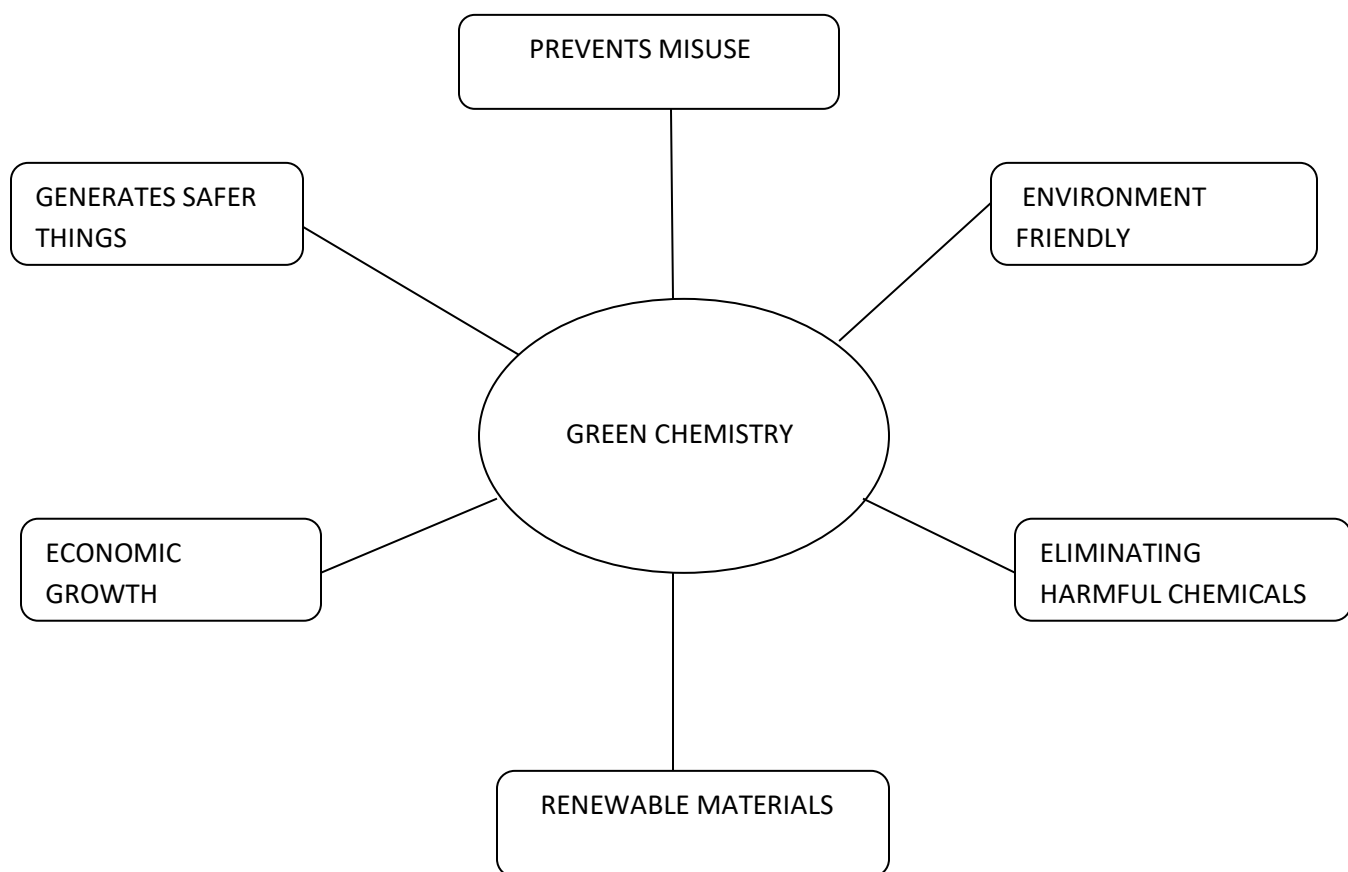 PREVENTS MISUSE
GENERATES SAFER
THINGS
ENVIRONMENT
FRIENDLY
GREEN CHEMISTRY
ECONOMIC
GROWTH
ELIMINATING
HARMFUL CHEMICALS
RENEWABLE MATERIALS